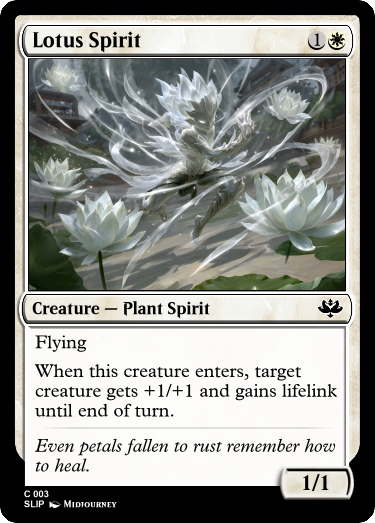 Lotus Spirit
1
Creature — Plant Spirit
Flying
When this creature enters, target
creature gets +1/+1 and gains lifelink
until end of turn.
Even petals fallen to rust remember how
to heal.
1/1
C 003
SLIP Midjourney